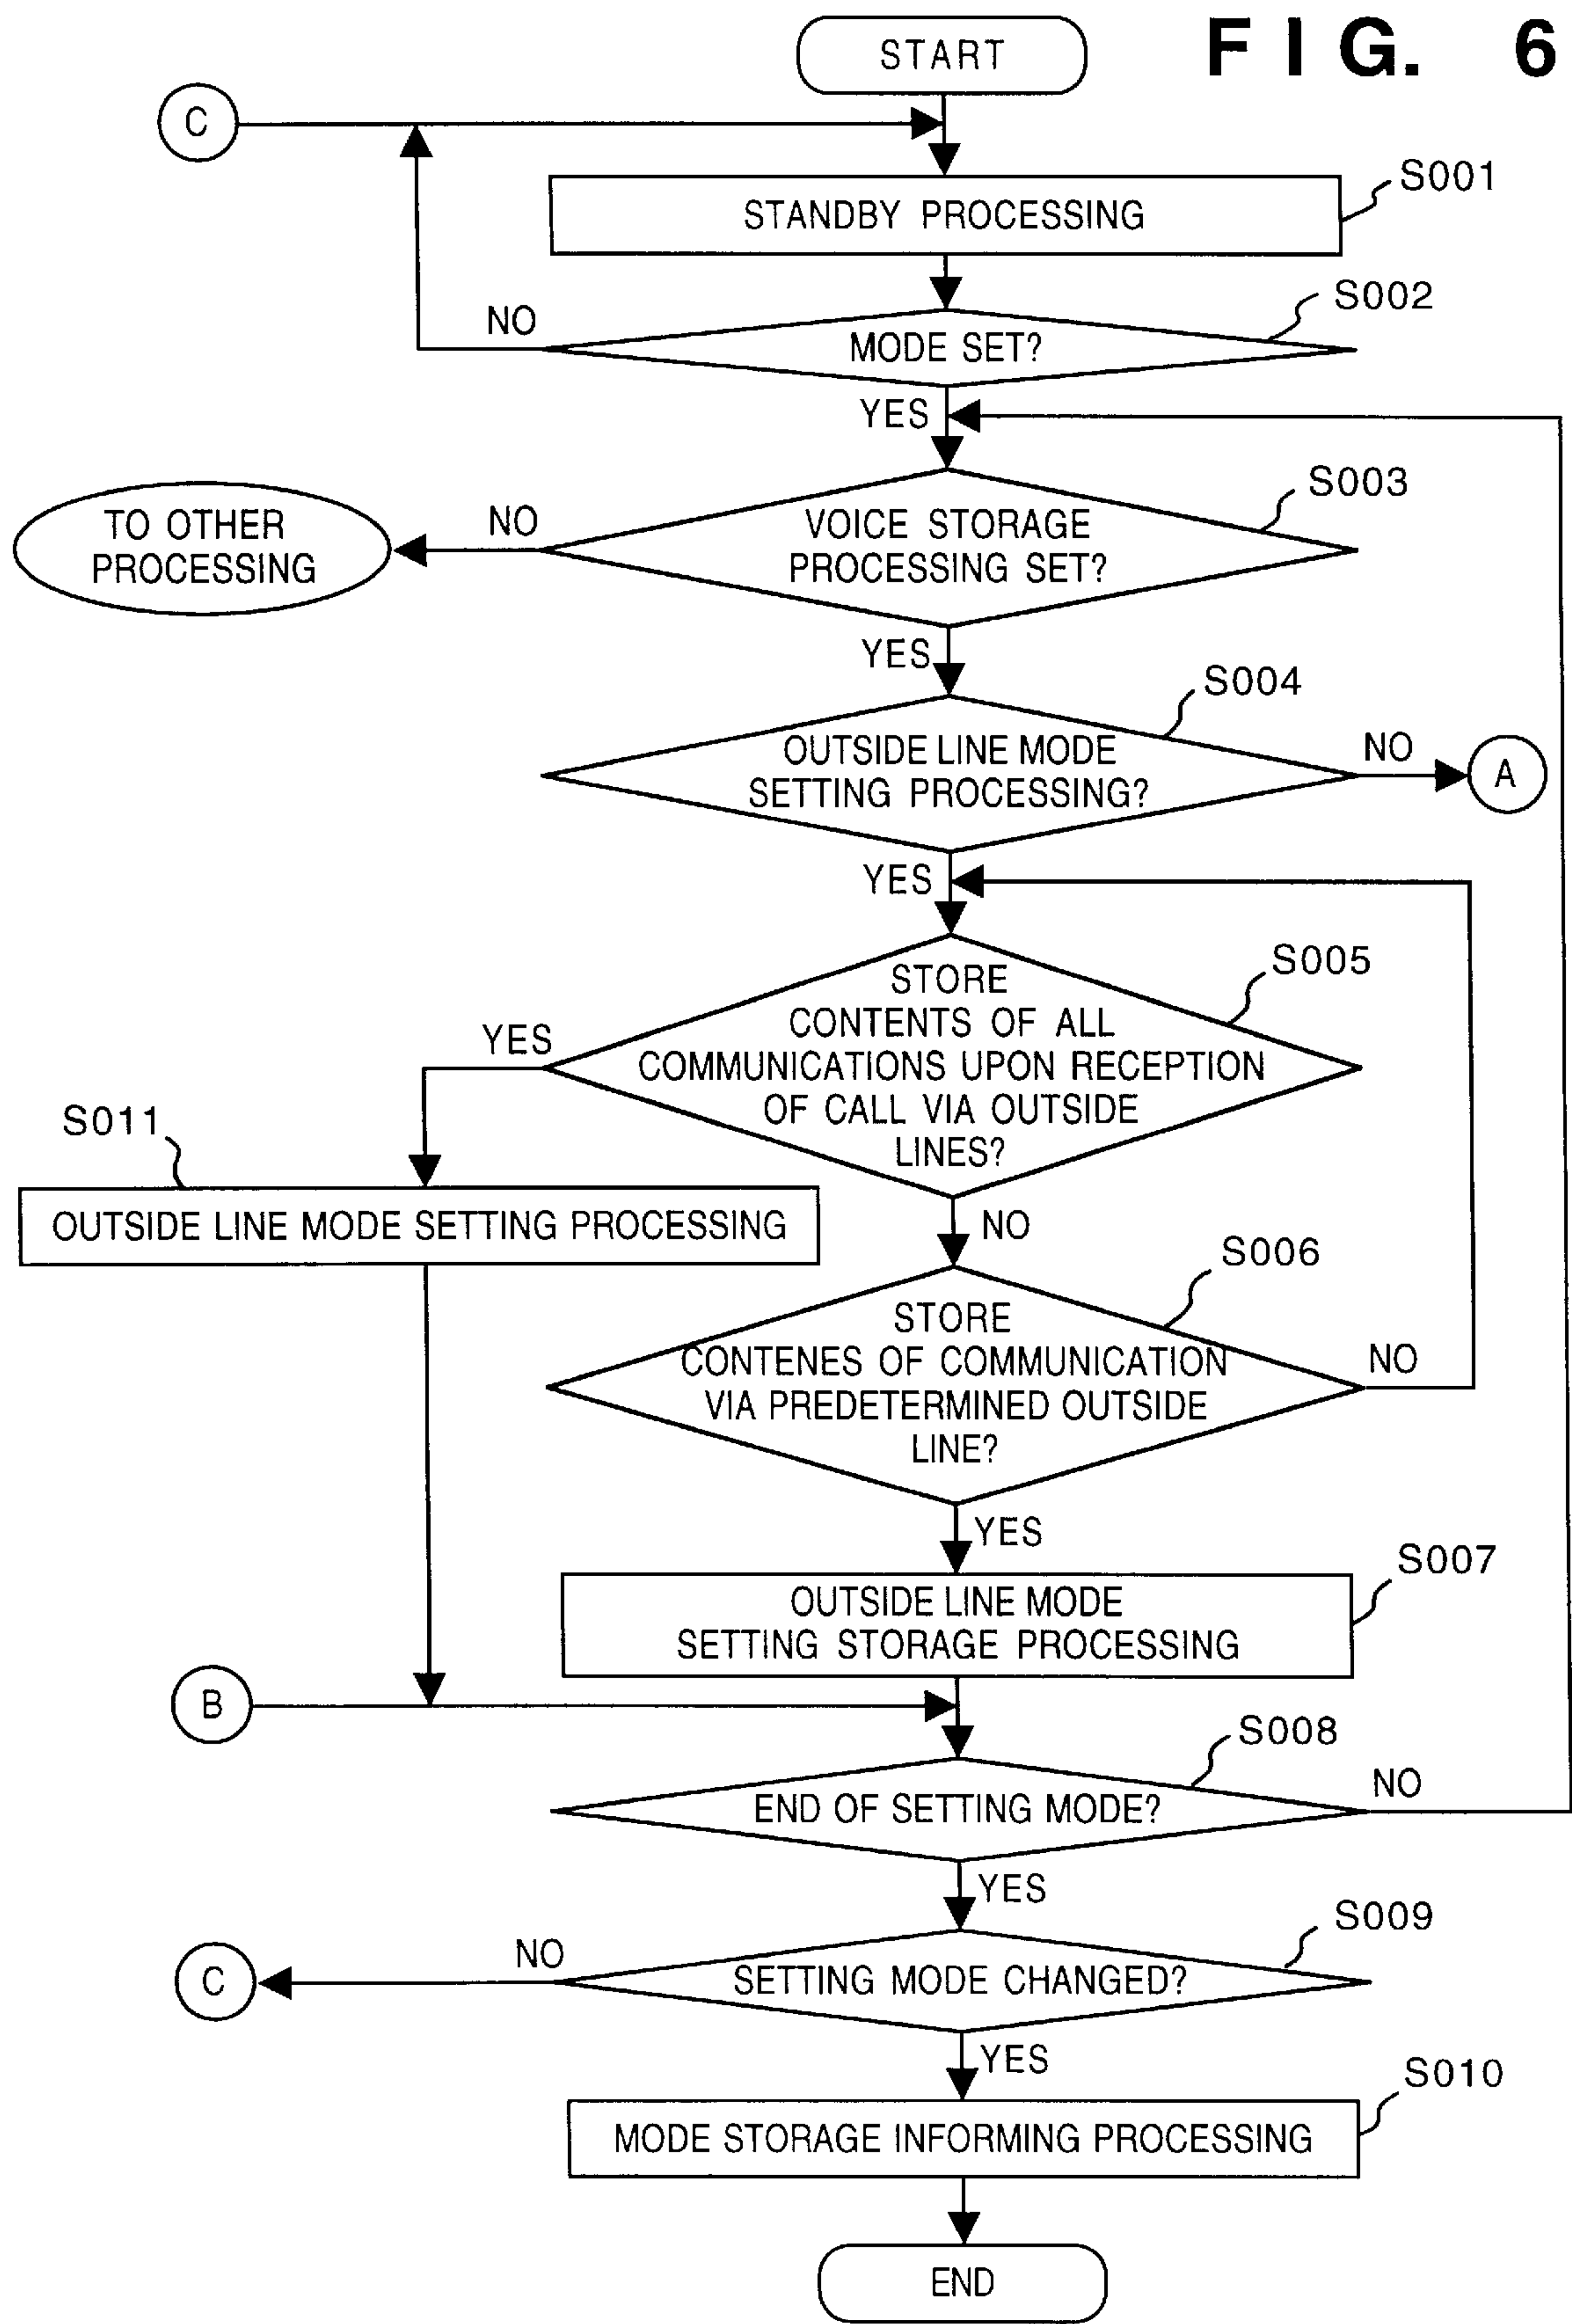 FIG. 6
START
C
S001
STANDBY PROCESSING
S002
NO
MODE SET?
YES
S003
TO OTHER
PROCESSING
NO
VOICE STORAGE
PROCESSING SET?
YES
S004
OUTSIDE LINE MODE
SETTING PROCESSING?
NO
A
YES
S005
STORE
CONTENTS OF ALL
COMMUNICATIONS UPON RECEPTION
OF CALL VIA OUTSIDE
LINES?
YES
S011
OUTSIDE LINE MODE SETTING PROCESSING
NO
S006
STORE
CONTENES OF COMMUNICATION
VIA PREDETERMINED OUTSIDE
LINE?
NO
YES
S007
OUTSIDE LINE MODE
SETTING STORAGE PROCESSING
B
S008
END OF SETTING MODE?
NO
YES
S009
C
NO
SETTING MODE CHANGED?
YES
S010
MODE STORAGE INFORMING PROCESSING
END